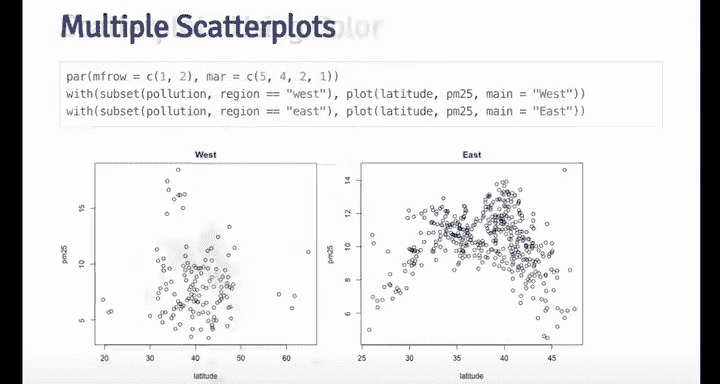 Multiple Scatterplots
par(mfrow = c(1, 2), mar = c(5, 4, 2, 1))
with(subset(pollution, region == "west"), plot(latitude, pm25, main = "West"))
with(subset(pollution, region == "east"), plot(latitude, pm25, main = "East"))
West
East
15
10
5
pm25
20 30 40 50 60
latitude
14
12
10
8
6
pm25
25 30 35 40 45
latitude